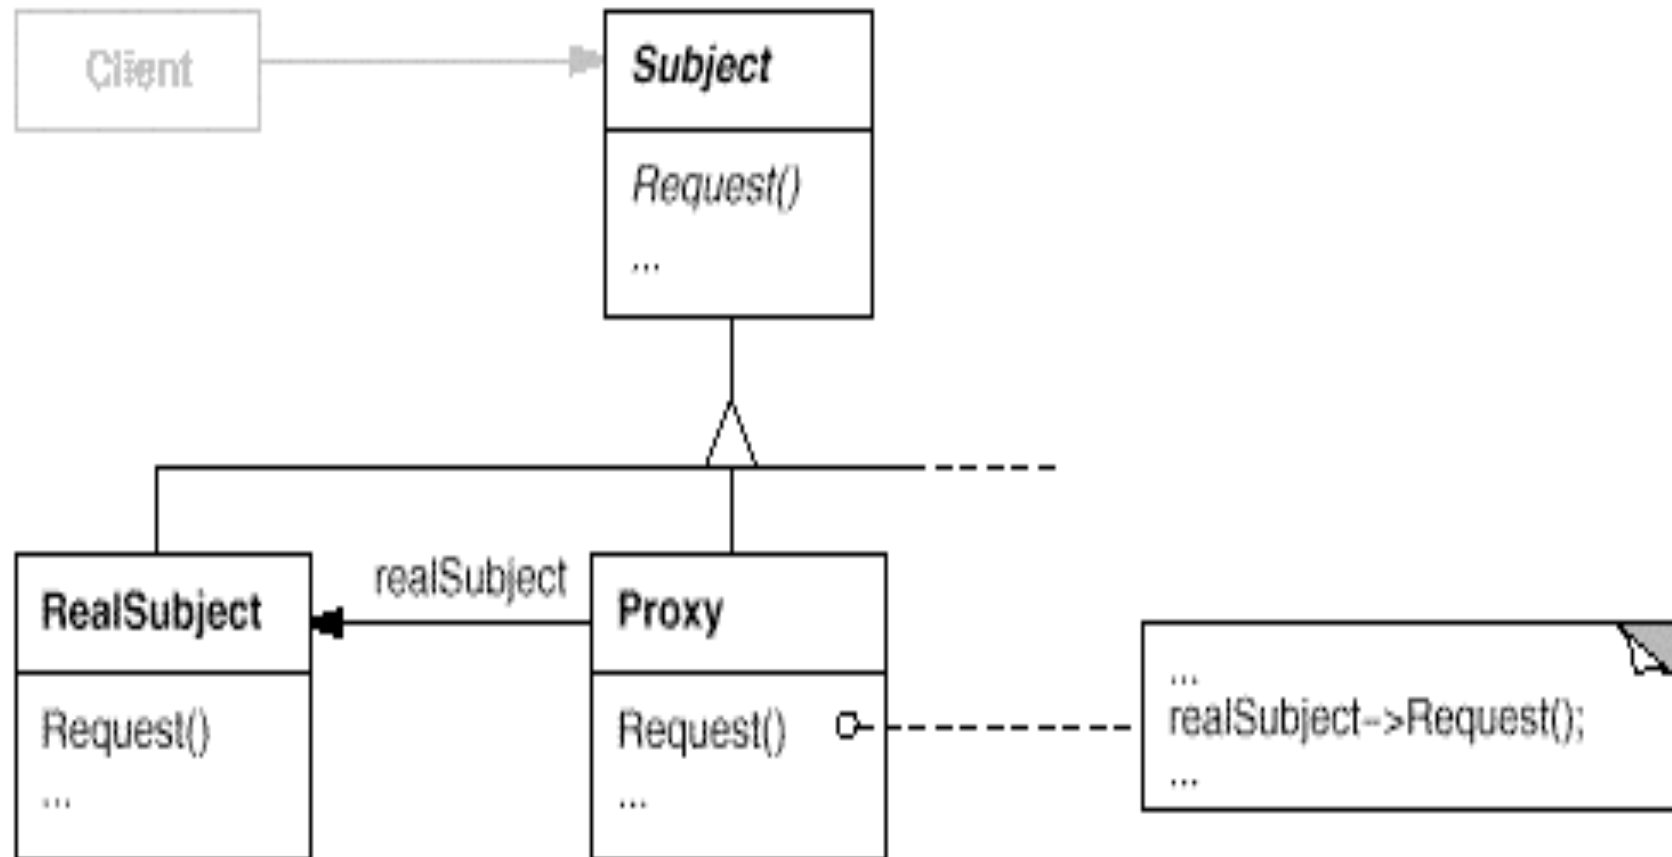 Client
Subject
Request()
...
realSubject
RealSubject
Request()
...
Proxy
Request()
...
...
realSubject->Request();
...